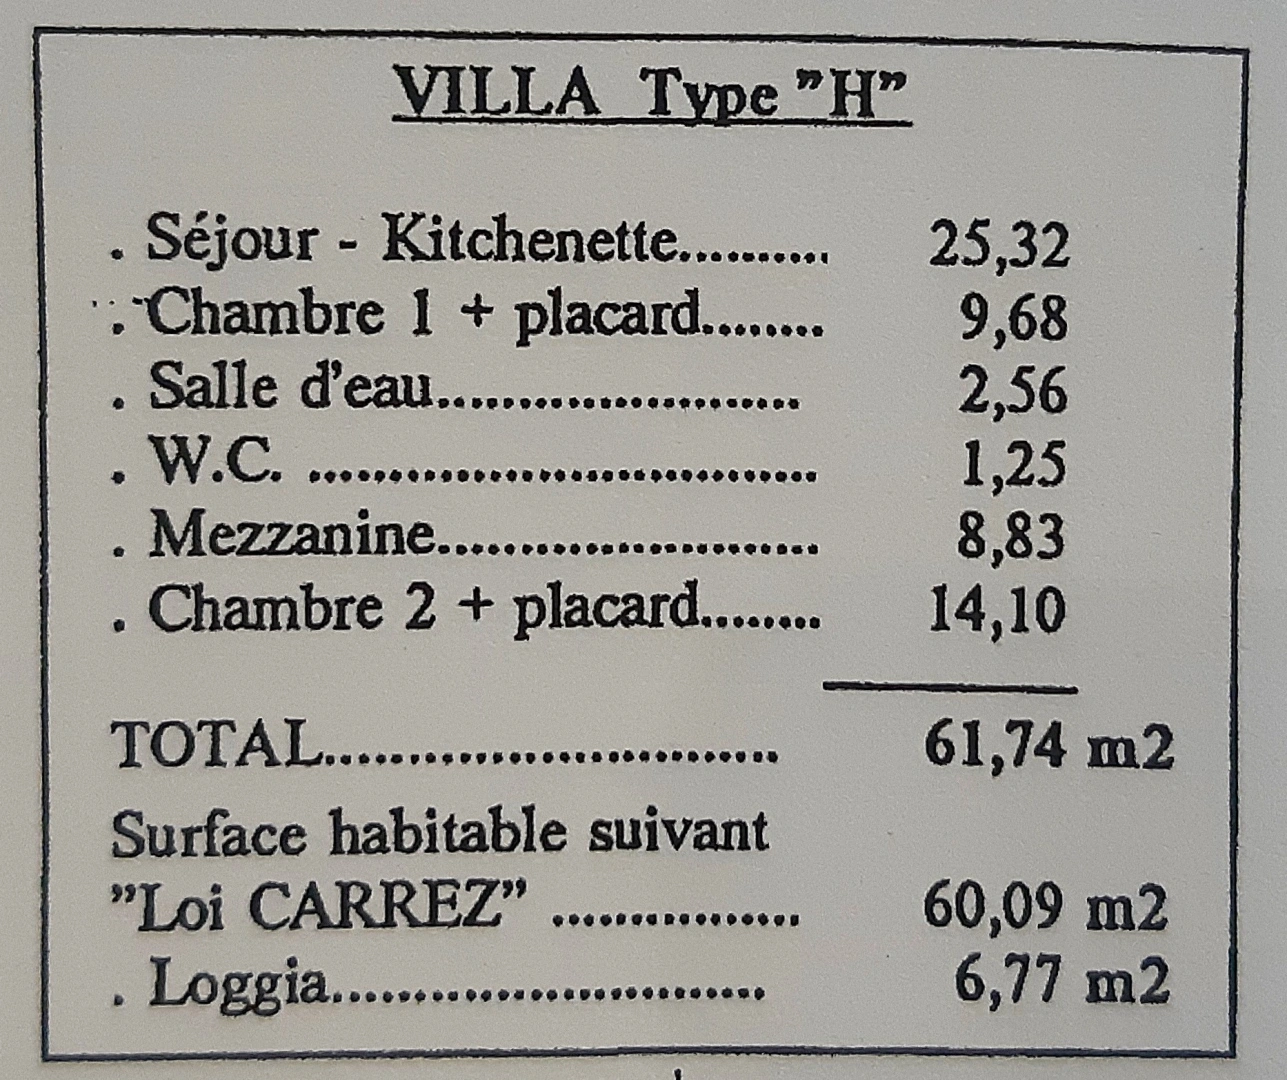 VILLA Type "H"
. Séjour - Kitchenette.......... 25,32
. Chambre 1 + placard........ 9,68
. Salle d'eau....................... 2,56
. W.C. ................................ 1,25
. Mezzanine........................ 8,83
. Chambre 2 + placard........ 14,10
TOTAL............................ 61,74 m2
Surface habitable suivant
"Loi CARREZ" ................ 60,09 m2
. Loggia........................... 6,77 m2